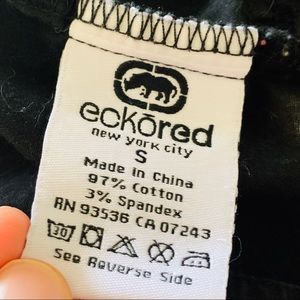 eckōred
new york city
S
Made in China
97% Cotton
3% Spandex
RN 93536 CA 07243
30
See Reverse Side